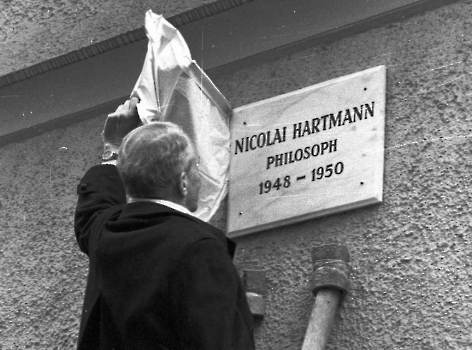 NICOLAI HARTMANN
PHILOSOPH
1948 – 1950